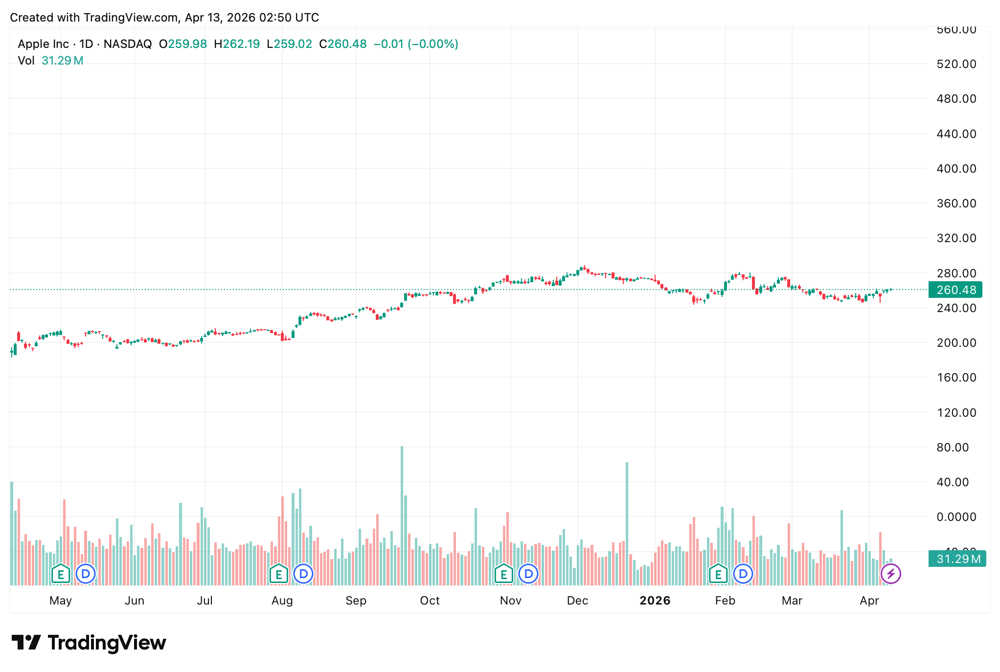 Created with TradingView.com, Apr 13, 2026 02:50 UTC
Apple Inc · 1D · NASDAQ O259.98 H262.19 L259.02 C260.48 −0.01 (−0.00%)
Vol 31.29 M
560.00
520.00
480.00
440.00
400.00
360.00
320.00
280.00
260.48
240.00
200.00
160.00
120.00
80.00
40.00
0.0000
31.29 M
E D E D E D E D
May Jun Jul Aug Sep Oct Nov Dec 2026 Feb Mar Apr
TradingView